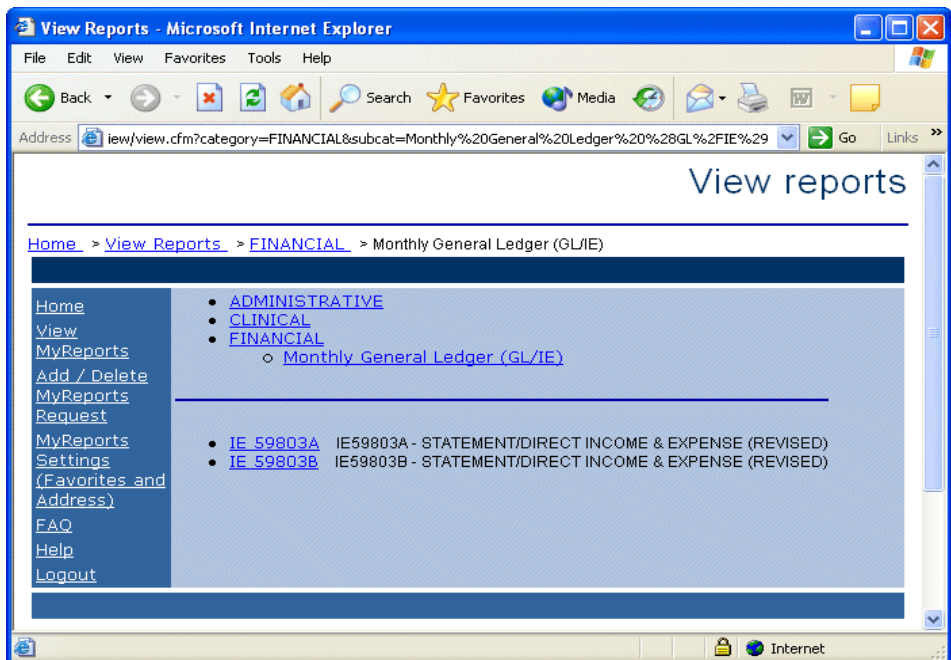 View Reports - Microsoft Internet Explorer
File Edit View Favorites Tools Help
Back Search Favorites Media
Address iew/view.cfm?category=FINANCIAL&subcat=Monthly%20General%20Ledger%20%28GL%2FIE%29 Go Links »
View reports
Home > View Reports > FINANCIAL > Monthly General Ledger (GL/IE)
Home
View
MyReports
Add / Delete
MyReports
Request
MyReports
Settings
(Favorites and
Address)
FAQ
Help
Logout
ADMINISTRATIVE
CLINICAL
FINANCIAL
Monthly General Ledger (GL/IE)
IE 59803A IE59803A - STATEMENT/DIRECT INCOME & EXPENSE (REVISED)
IE 59803B IE59803B - STATEMENT/DIRECT INCOME & EXPENSE (REVISED)
Internet